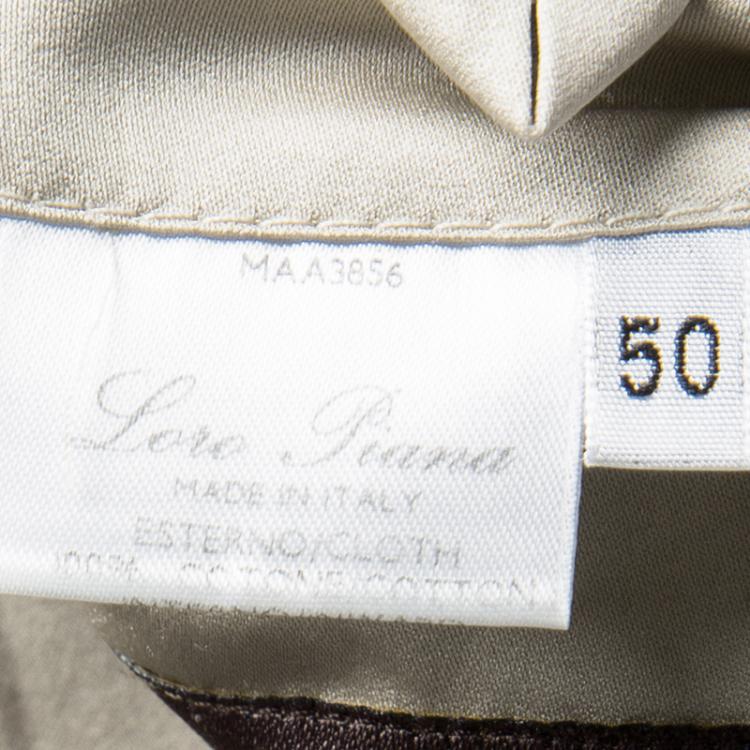 MAA3856
50
Loro Piana
MADE IN ITALY
ESTERNO/CLOTH
100% COTONE-COTTON